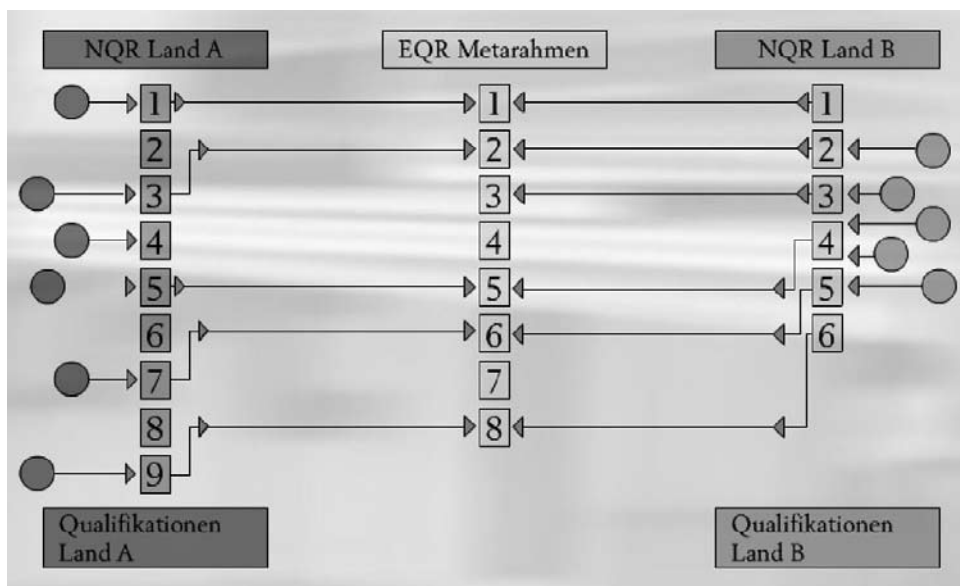 NQR Land A EQR Metarahmen NQR Land B
1 1 1
2 2 2
3 3 3
4 4 4
5 5 5
6 6 6
7 7
8 8
9
Qualifikationen Qualifikationen
Land A Land B